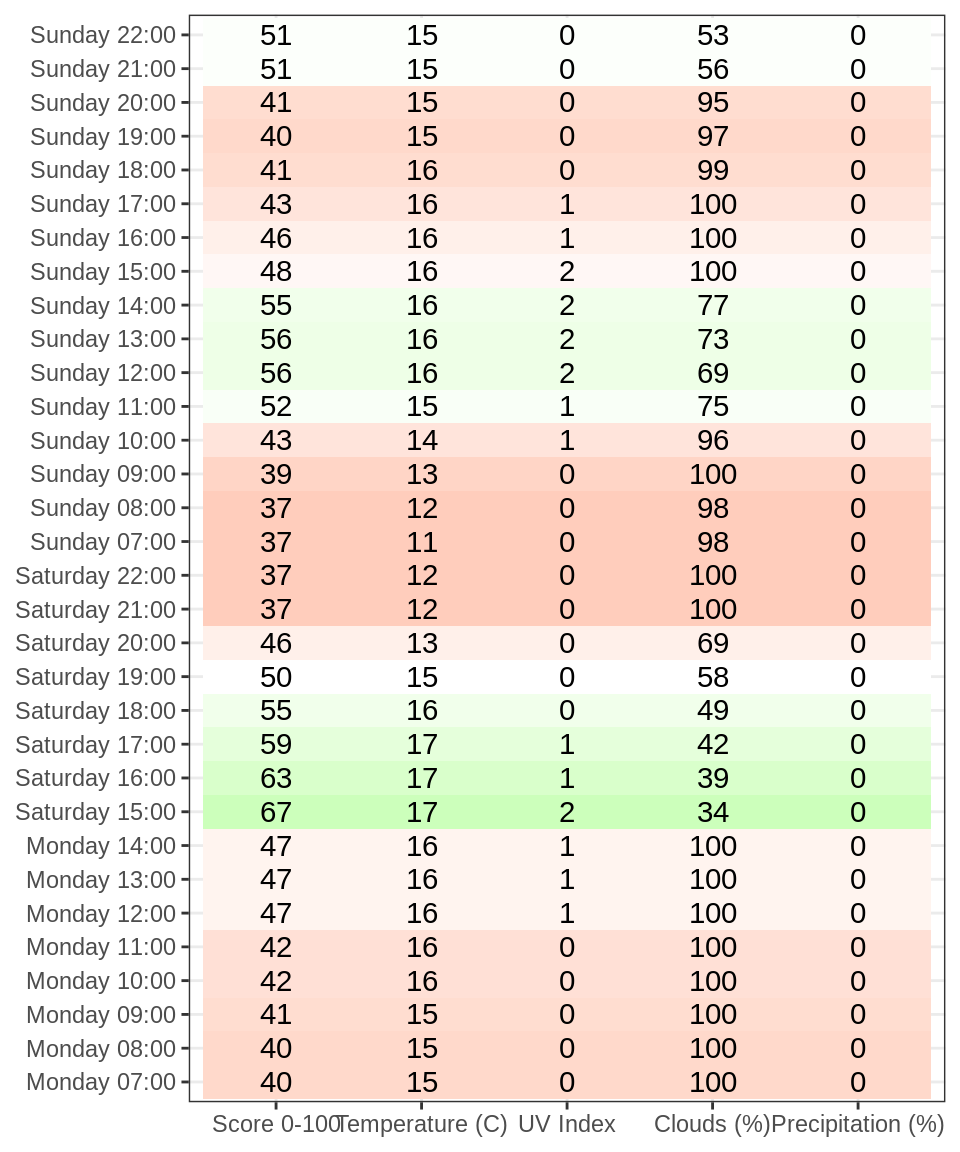 Sunday 22:00 51 15 0 53 0
Sunday 21:00 51 15 0 56 0
Sunday 20:00 41 15 0 95 0
Sunday 19:00 40 15 0 97 0
Sunday 18:00 41 16 0 99 0
Sunday 17:00 43 16 1 100 0
Sunday 16:00 46 16 1 100 0
Sunday 15:00 48 16 2 100 0
Sunday 14:00 55 16 2 77 0
Sunday 13:00 56 16 2 73 0
Sunday 12:00 56 16 2 69 0
Sunday 11:00 52 15 1 75 0
Sunday 10:00 43 14 1 96 0
Sunday 09:00 39 13 0 100 0
Sunday 08:00 37 12 0 98 0
Sunday 07:00 37 11 0 98 0
Saturday 22:00 37 12 0 100 0
Saturday 21:00 37 12 0 100 0
Saturday 20:00 46 13 0 69 0
Saturday 19:00 50 15 0 58 0
Saturday 18:00 55 16 0 49 0
Saturday 17:00 59 17 1 42 0
Saturday 16:00 63 17 1 39 0
Saturday 15:00 67 17 2 34 0
Monday 14:00 47 16 1 100 0
Monday 13:00 47 16 1 100 0
Monday 12:00 47 16 1 100 0
Monday 11:00 42 16 0 100 0
Monday 10:00 42 16 0 100 0
Monday 09:00 41 15 0 100 0
Monday 08:00 40 15 0 100 0
Monday 07:00 40 15 0 100 0
Score 0-100 Temperature (C) UV Index Clouds (%) Precipitation (%)